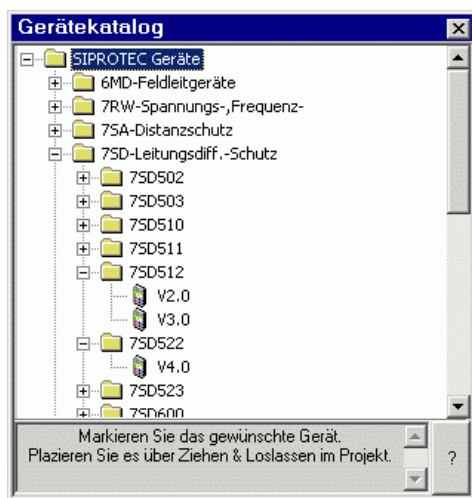 Gerätekatalog
SIPROTEC Geräte
6MD-Feldleitgeräte
7RW-Spannungs-,Frequenz-
7SA-Distanzschutz
7SD-Leitungsdiff.-Schutz
7SD502
7SD503
7SD510
7SD511
7SD512
V2.0
V3.0
7SD522
V4.0
7SD523
7SD600
Markieren Sie das gewünschte Gerät.
Plazieren Sie es über Ziehen & Loslassen im Projekt.
?